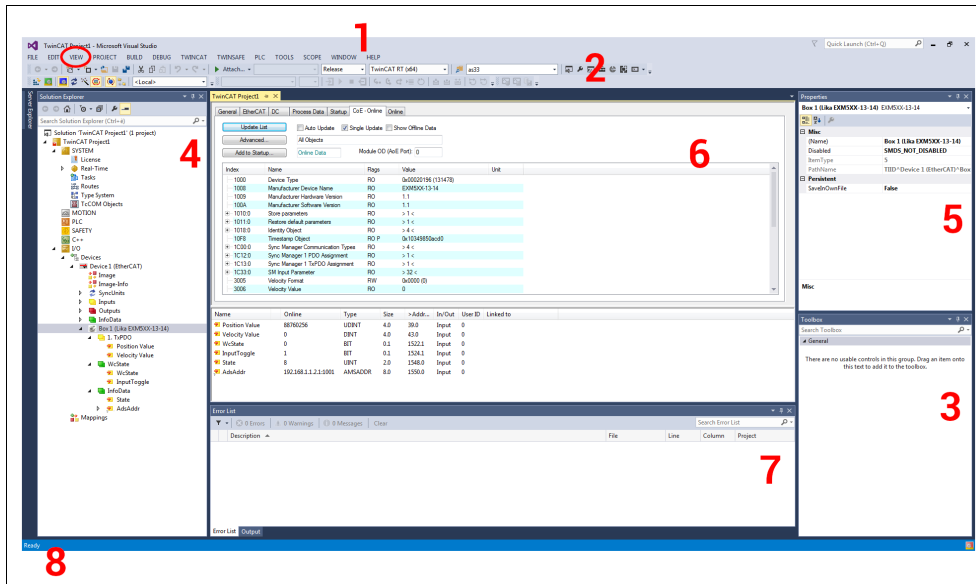 1
TwinCAT Project1 - Microsoft Visual Studio
Quick Launch (Ctrl+Q)
FILE EDIT VIEW PROJECT BUILD DEBUG TWINCAT TWINSAFE PLC TOOLS SCOPE WINDOW HELP
Attach... Release TwinCAT RT (x64) as33
2
<Local>
Server Explorer
Solution Explorer
Search Solution Explorer (Ctrl+è)
Solution 'TwinCAT Project1' (1 project)
TwinCAT Project1
SYSTEM
License
Real-Time
Tasks
Routes
Type System
TcCOM Objects
MOTION
PLC
SAFETY
C++
I/O
Devices
Device 1 (EtherCAT)
Image
Image-Info
SyncUnits
Inputs
Outputs
InfoData
Box 1 (Lika EXM5XX-13-14)
1. TxPDO
Position Value
Velocity Value
WcState
WcState
InputToggle
InfoData
State
AdsAddr
Mappings
4
TwinCAT Project1
General EtherCAT DC Process Data Startup CoE - Online Online
Update List Auto Update Single Update Show Offline Data
Advanced... All Objects
Add to Startup... Online Data Module OD (AoE Port): 0
6
Index Name Flags Value Unit
1000 Device Type RO 0x00020196 (131478)
1008 Manufacturer Device Name RO EXM5XX-13-14
1009 Manufacturer Hardware Version RO 1.1
100A Manufacturer Software Version RO 1.1
1010:0 Store parameters RO > 1 <
1011:0 Restore default parameters RO > 1 <
1018:0 Identity Object RO > 4 <
10F8 Timestamp Object RO P 0x10349850acd0
1C00:0 Sync Manager Communication Types RO > 4 <
1C12:0 Sync Manager 1 PDO Assignment RO > 1 <
1C13:0 Sync Manager 1 TxPDO Assignment RO > 1 <
1C33:0 SM Input Parameter RO > 32 <
3005 Velocity Format RW 0x0000 (0)
3006 Velocity Value RO 0
Name Online Type Size >Addr... In/Out User ID Linked to
Position Value 88760256 UDINT 4.0 39.0 Input 0
Velocity Value 0 DINT 4.0 43.0 Input 0
WcState 0 BIT 0.1 1522.1 Input 0
InputToggle 1 BIT 0.1 1524.1 Input 0
State 8 UINT 2.0 1548.0 Input 0
AdsAddr 192.168.1.1.2.1:1001 AMSADDR 8.0 1550.0 Input 0
Error List
0 Errors 0 Warnings 0 Messages Clear Search Error List
Description File Line Column Project
7
Error List Output
Properties
Box 1 (Lika EXM5XX-13-14) EXM5XX-13-14
Misc
(Name) Box 1 (Lika EXM5XX-13-14)
Disabled SMDS_NOT_DISABLED
ItemType 5
PathName TIID^Device 1 (EtherCAT)^Box
Persistent
SaveInOwnFile False
5
Misc
Toolbox
Search Toolbox
General
There are no usable controls in this group. Drag an item onto
this text to add it to the toolbox.
3
Ready
8